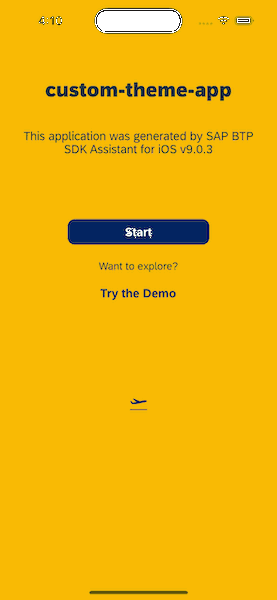 4:10
custom-theme-app
This application was generated by SAP BTP
SDK Assistant for iOS v9.0.3
Start
Want to explore?
Try the Demo